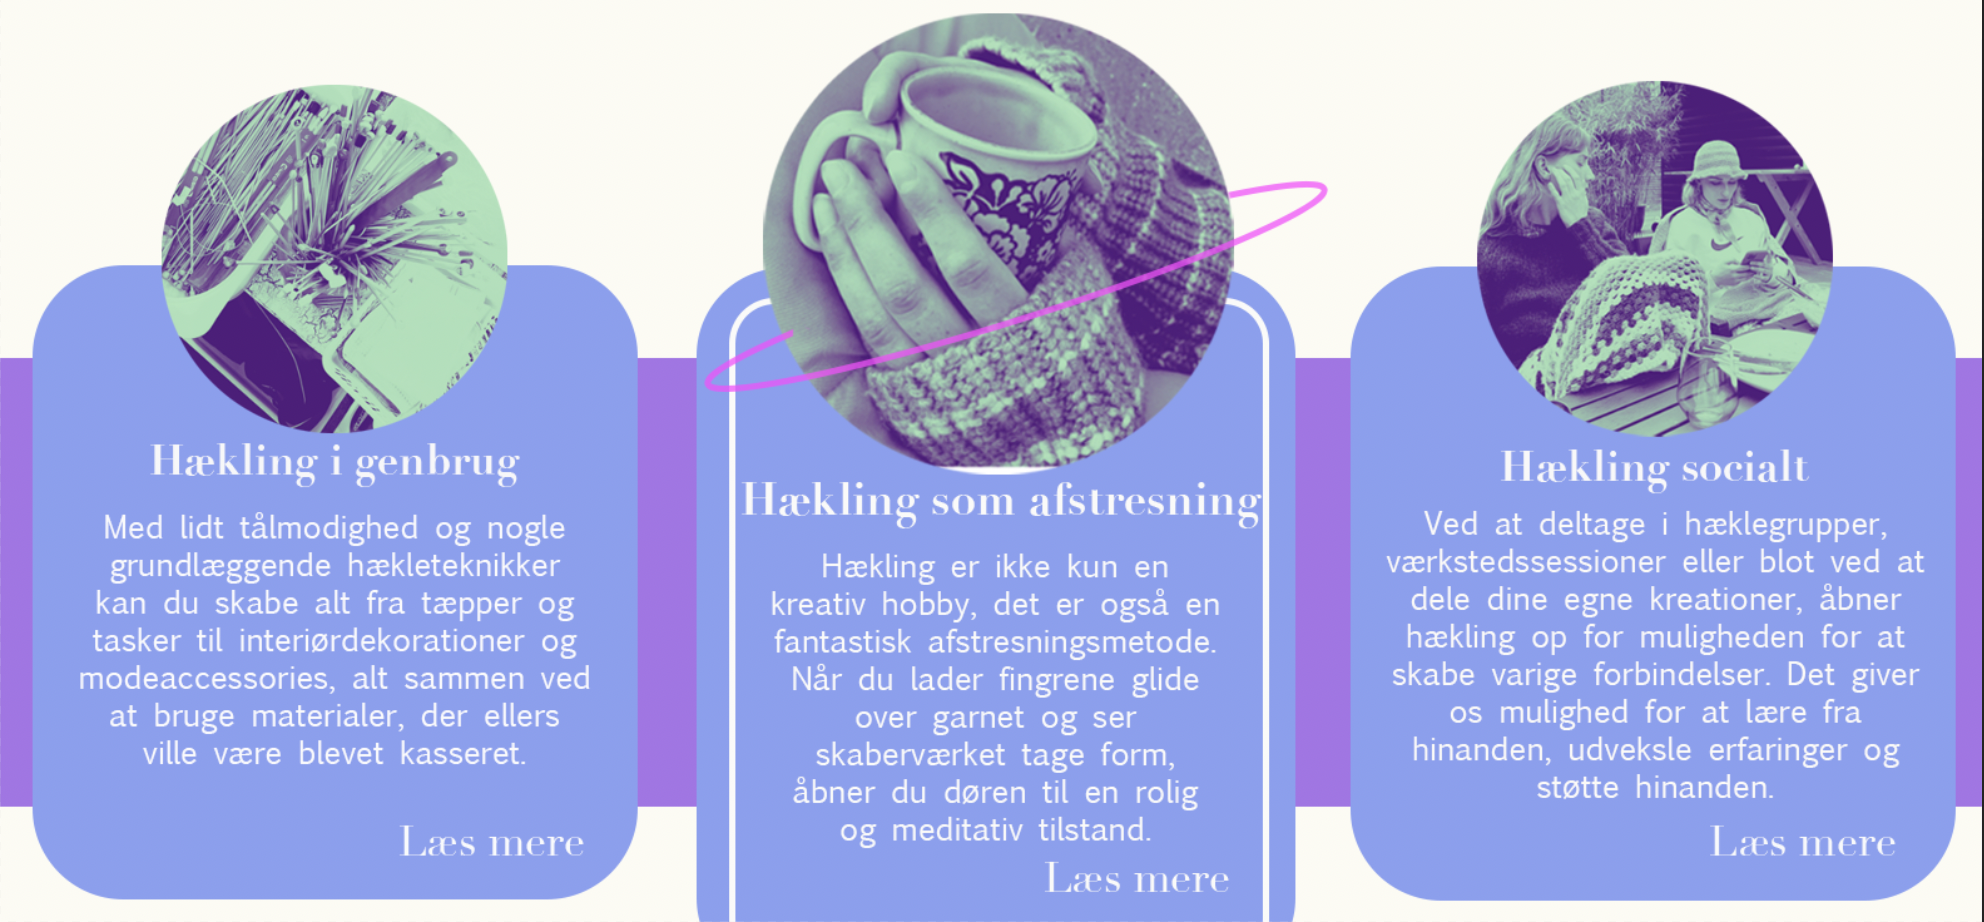 Hækling i genbrug
Med lidt tålmodighed og nogle
grundlæggende hækleteknikker
kan du skabe alt fra tæpper og
tasker til interiørdekorationer og
modeaccessories, alt sammen ved
at bruge materialer, der ellers
ville være blevet kasseret.
Læs mere
Hækling som afstresning
Hækling er ikke kun en
kreativ hobby, det er også en
fantastisk afstresningsmetode.
Når du lader fingrene glide
over garnet og ser
skaberværket tage form,
åbner du døren til en rolig
og meditativ tilstand.
Læs mere
Hækling socialt
Ved at deltage i hæklegrupper,
værkstedssessioner eller blot ved at
dele dine egne kreationer, åbner
hækling op for muligheden for at
skabe varige forbindelser. Det giver
os mulighed for at lære fra
hinanden, udveksle erfaringer og
støtte hinanden.
Læs mere